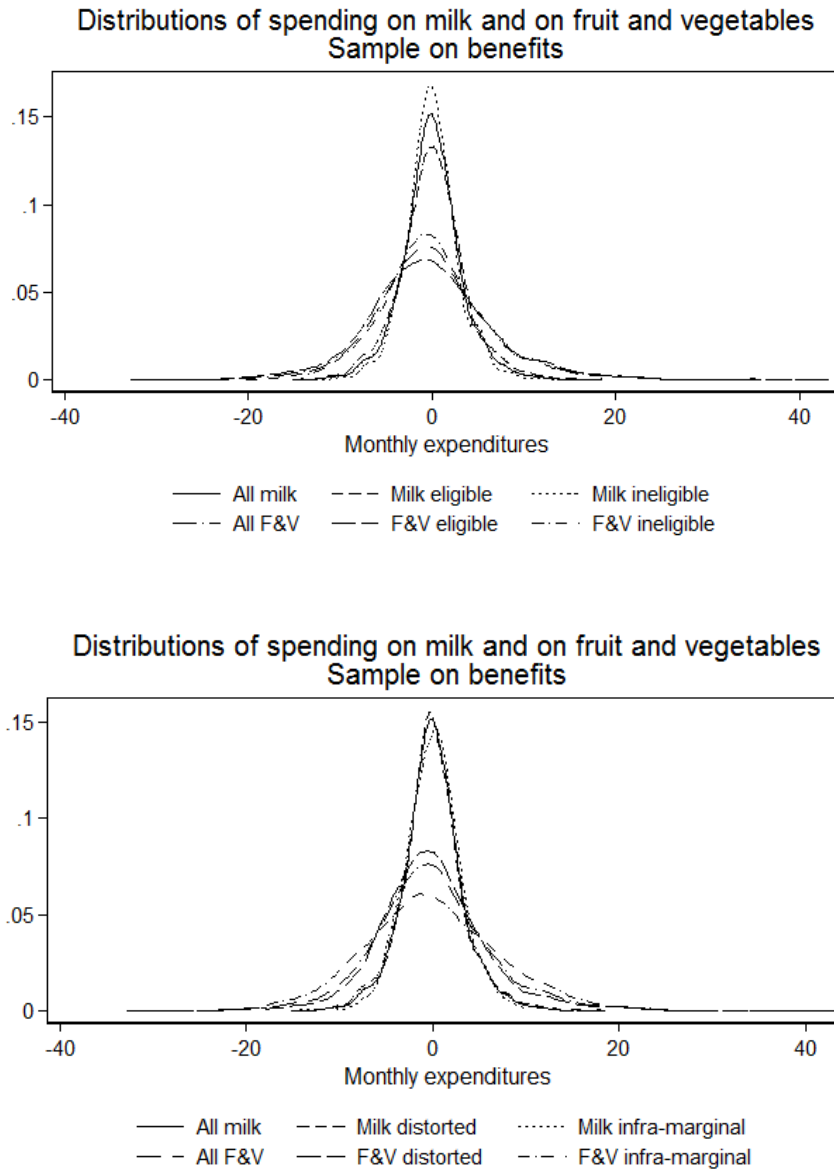 Distributions of spending on milk and on fruit and vegetables
Sample on benefits
.15
.1
.05
0
-40 -20 0 20 40
Monthly expenditures
All milk Milk eligible Milk ineligible
All F&V F&V eligible F&V ineligible
Distributions of spending on milk and on fruit and vegetables
Sample on benefits
.15
.1
.05
0
-40 -20 0 20 40
Monthly expenditures
All milk Milk distorted Milk infra-marginal
All F&V F&V distorted F&V infra-marginal